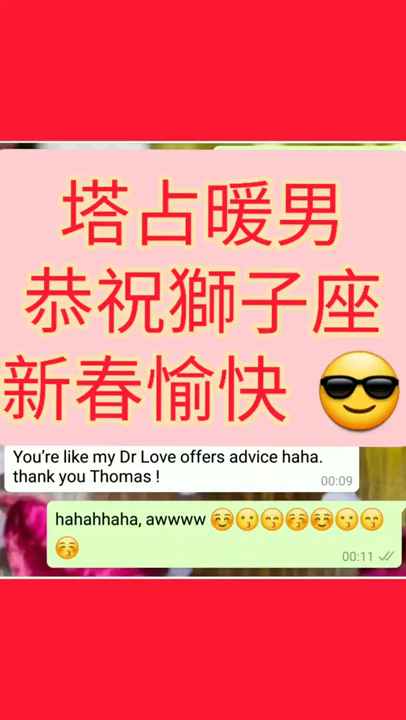 塔占暖男
恭祝獅子座
新春愉快 😎
You're like my Dr Love offers advice haha.
thank you Thomas !
00:09
hahahhaha, awwww ☺️😗😙😚☺️😗😙
😚
00:11